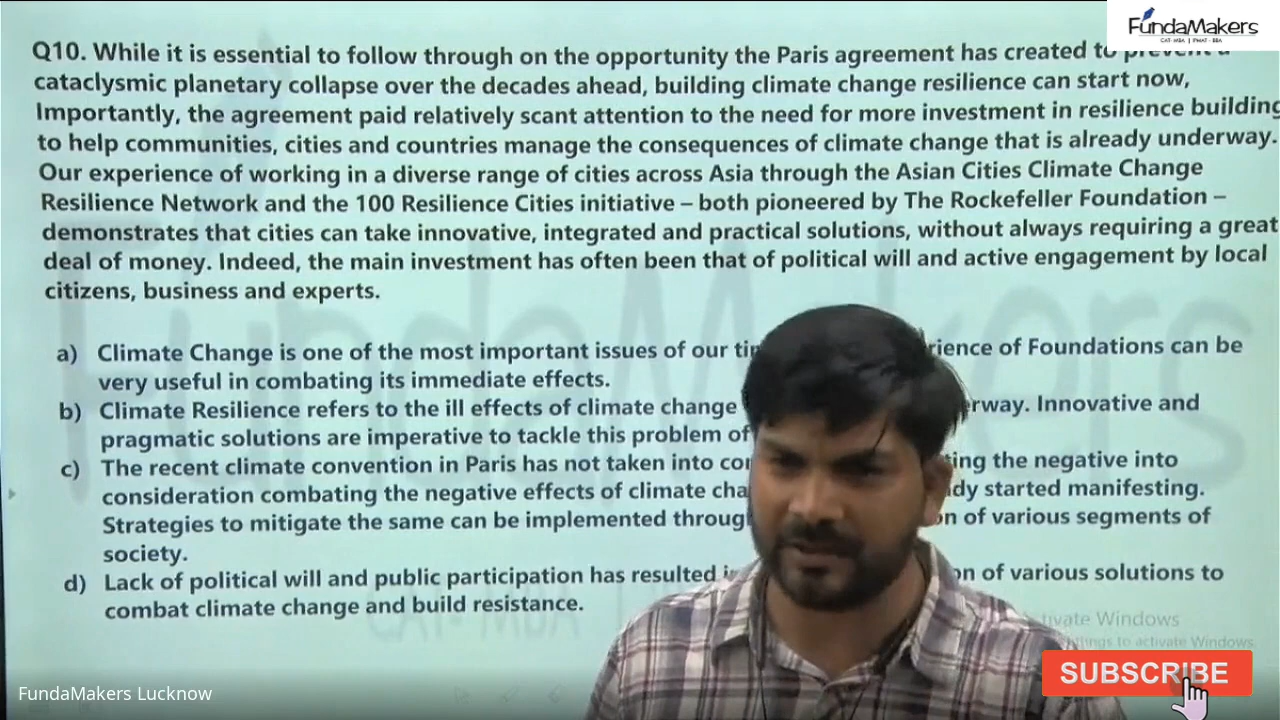 FundaMakers
CAT- MBA | IPMAT - BBA
Q10. While it is essential to follow through on the opportunity the Paris agreement has created to prevent a
cataclysmic planetary collapse over the decades ahead, building climate change resilience can start now,
Importantly, the agreement paid relatively scant attention to the need for more investment in resilience building
to help communities, cities and countries manage the consequences of climate change that is already underway.
Our experience of working in a diverse range of cities across Asia through the Asian Cities Climate Change
Resilience Network and the 100 Resilience Cities initiative – both pioneered by The Rockefeller Foundation –
demonstrates that cities can take innovative, integrated and practical solutions, without always requiring a great
deal of money. Indeed, the main investment has often been that of political will and active engagement by local
citizens, business and experts.
a) Climate Change is one of the most important issues of our of Foundations can be
very useful in combating its immediate effects.
b) Climate Resilience refers to the ill effects of climate change Innovative and
pragmatic solutions are imperative to tackle this problem of
c) The recent climate convention in Paris has not taken into the negative into
consideration combating the negative effects of climate started manifesting.
Strategies to mitigate the same can be implemented of various segments of
society.
d) Lack of political will and public participation has resulted of various solutions to
combat climate change and build resistance.
CAT- MBA
Activate Windows
settings to activate Windows.
SUBSCRIBE
FundaMakers Lucknow